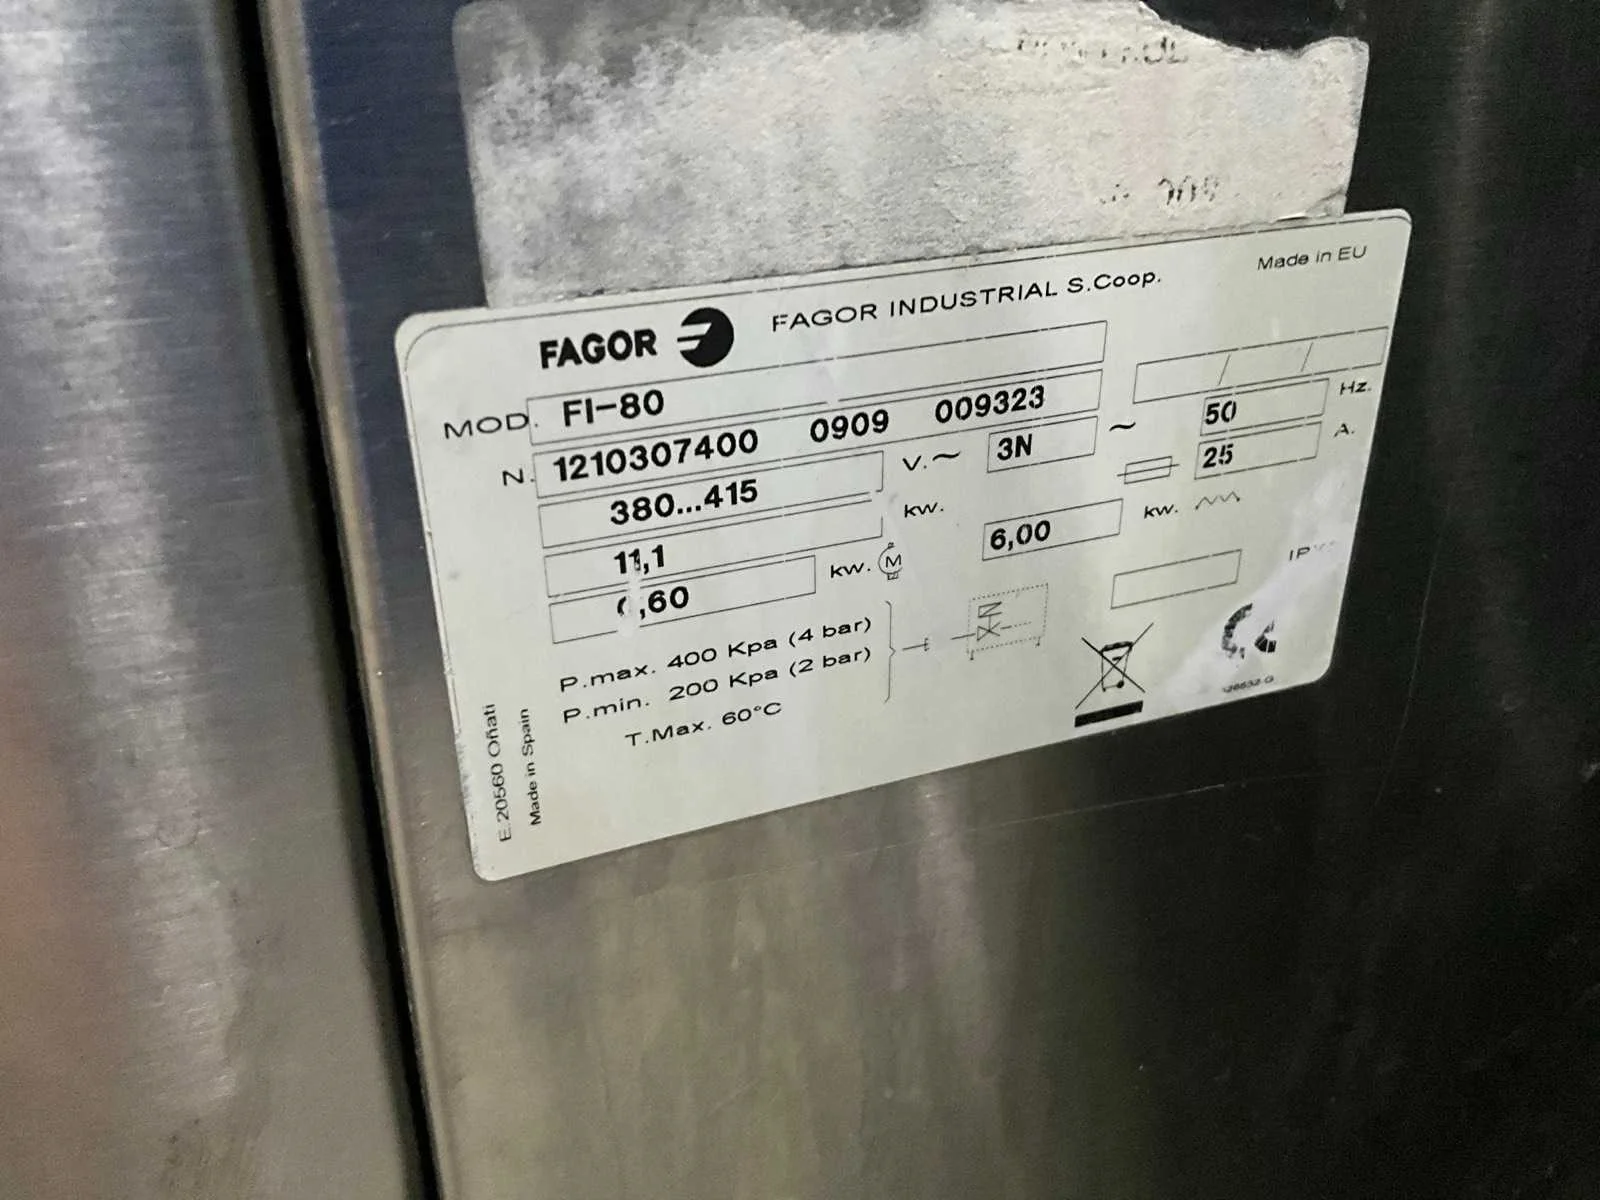 FAGOR FAGOR INDUSTRIAL S.Coop. Made in EU
MOD. FI-80
N. 1210307400 0909 009323
380...415 V.~ 3N ~ 50 Hz.
11,1 kw. 25 A.
,60 kw. M 6,00 kw.
IP
P.max. 400 Kpa (4 bar)
P.min. 200 Kpa (2 bar)
T.Max. 60°C
CE
E.20560 Oñati
Made in Spain